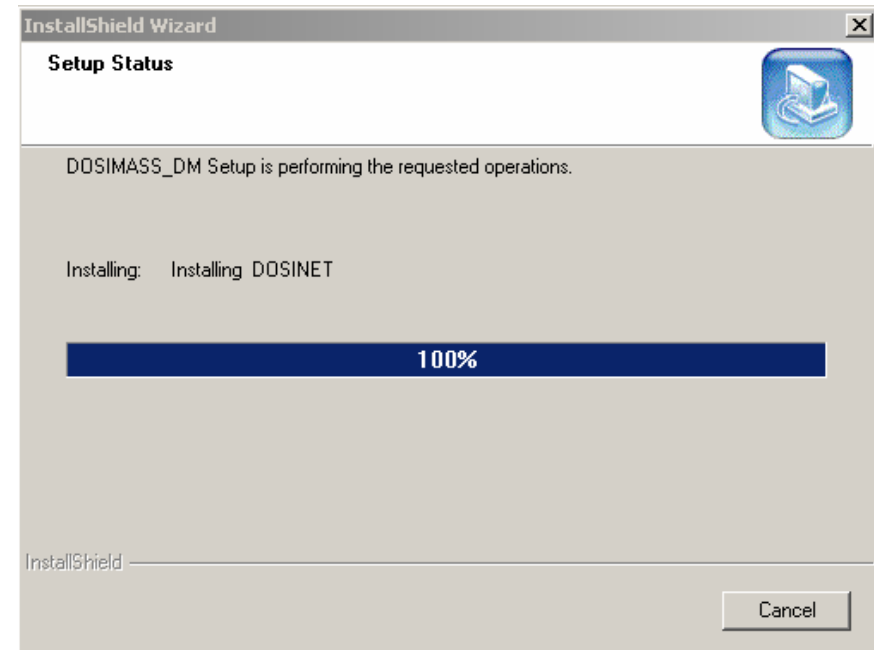 InstallShield Wizard
Setup Status
DOSIMASS_DM Setup is performing the requested operations.
Installing: Installing DOSINET
100%
InstallShield
Cancel